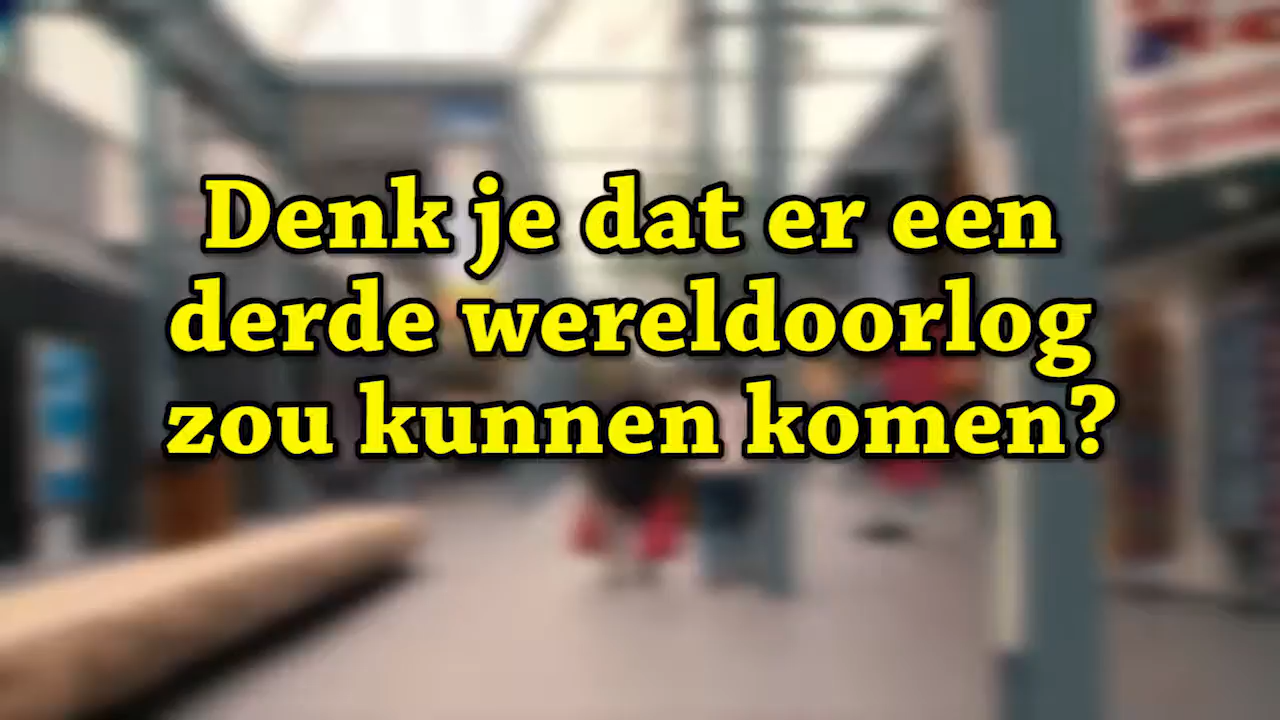 Denk je dat er een
derde wereldoorlog
zou kunnen komen?